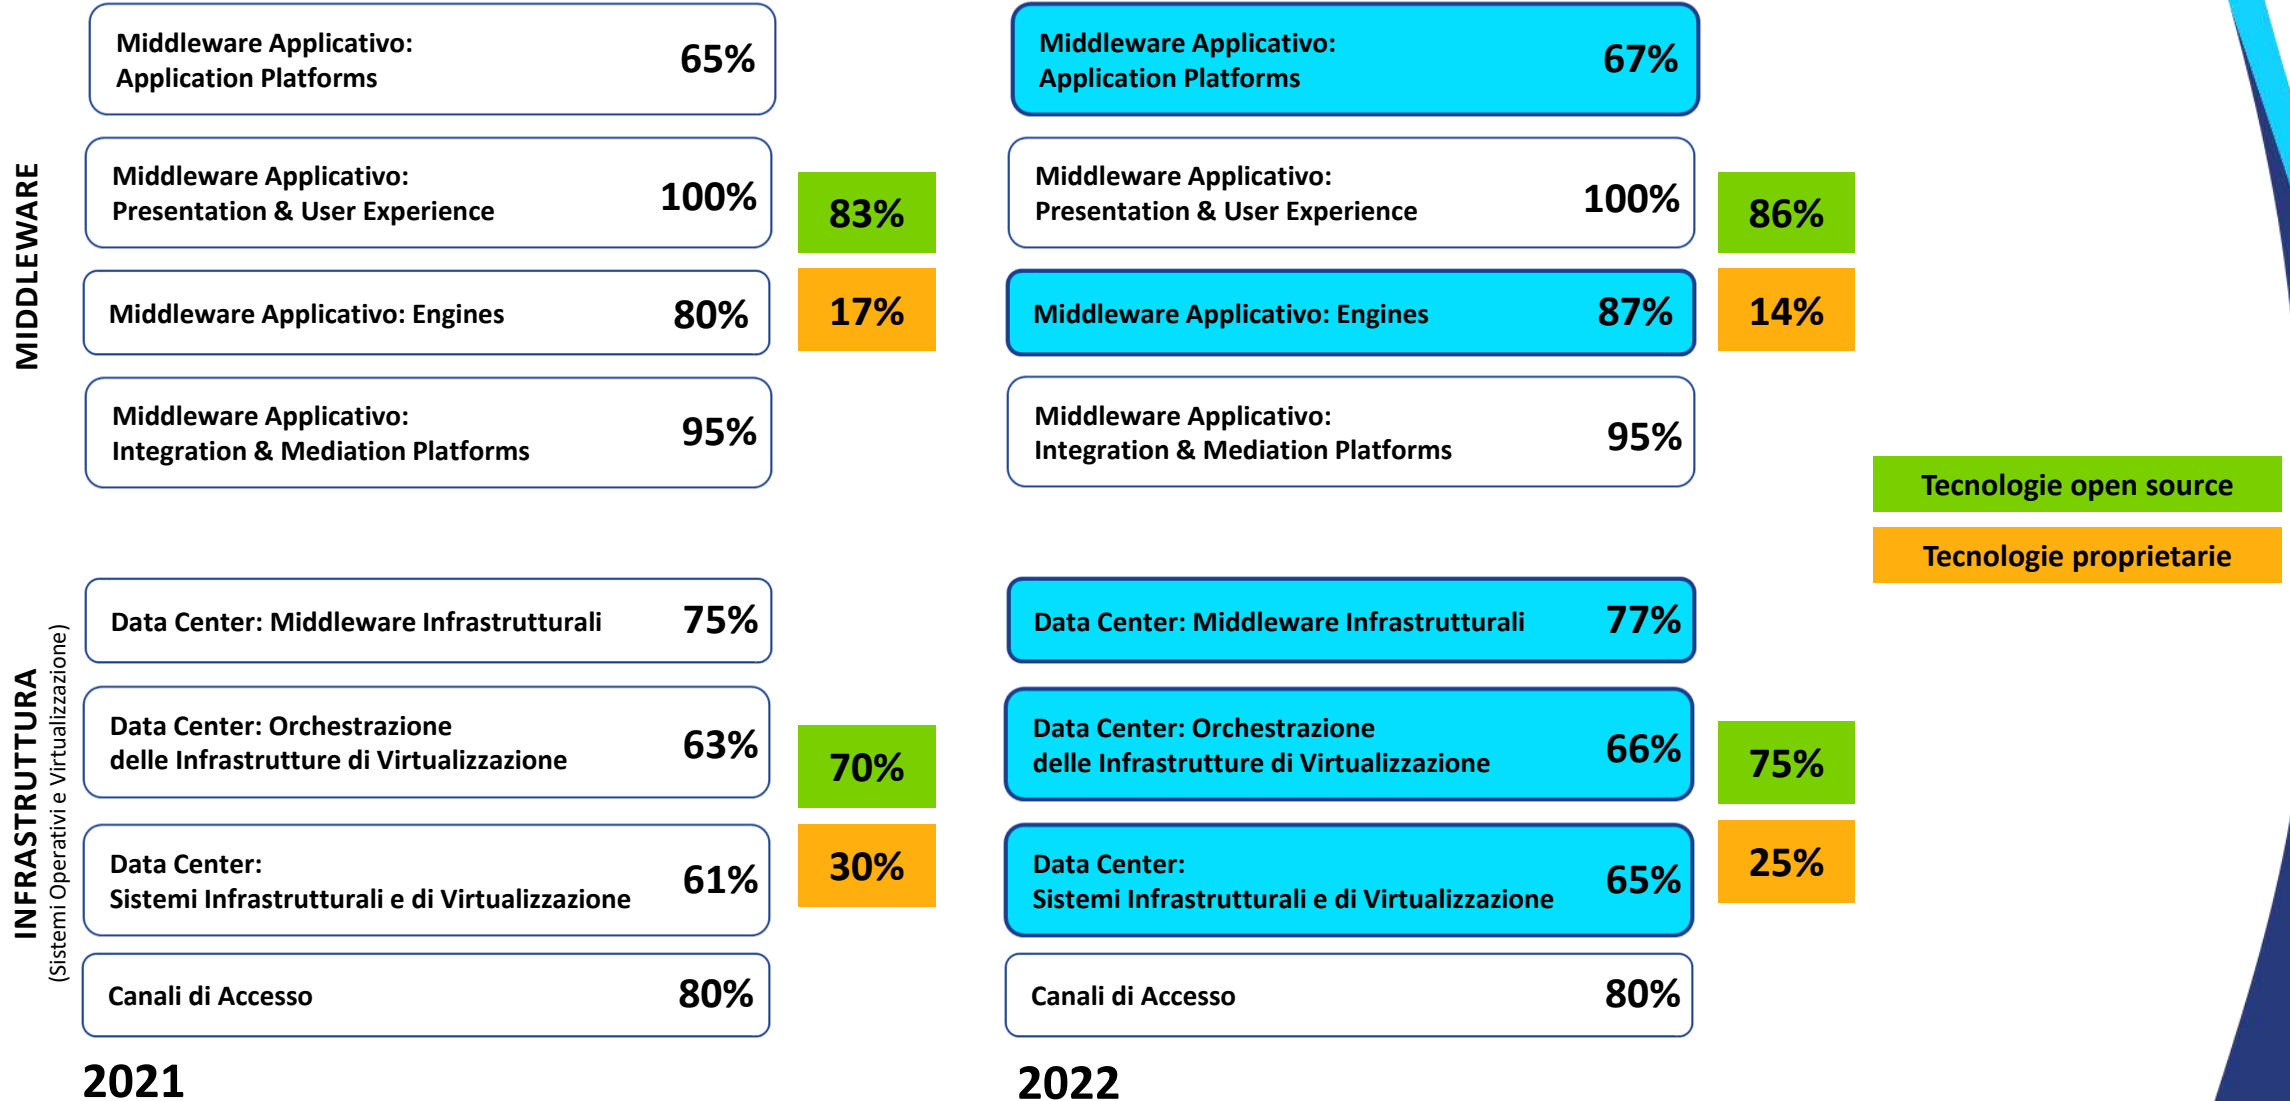 MIDDLEWARE
Middleware Applicativo:
Application Platforms
65%
Middleware Applicativo:
Presentation & User Experience
100%
Middleware Applicativo: Engines
80%
Middleware Applicativo:
Integration & Mediation Platforms
95%
83%
17%
Middleware Applicativo:
Application Platforms
67%
Middleware Applicativo:
Presentation & User Experience
100%
Middleware Applicativo: Engines
87%
Middleware Applicativo:
Integration & Mediation Platforms
95%
86%
14%
Tecnologie open source
Tecnologie proprietarie
INFRASTRUTTURA
(Sistemi Operativi e Virtualizzazione)
Data Center: Middleware Infrastrutturali
75%
Data Center: Orchestrazione
delle Infrastrutture di Virtualizzazione
63%
Data Center:
Sistemi Infrastrutturali e di Virtualizzazione
61%
Canali di Accesso
80%
70%
30%
Data Center: Middleware Infrastrutturali
77%
Data Center: Orchestrazione
delle Infrastrutture di Virtualizzazione
66%
Data Center:
Sistemi Infrastrutturali e di Virtualizzazione
65%
Canali di Accesso
80%
75%
25%
2021
2022